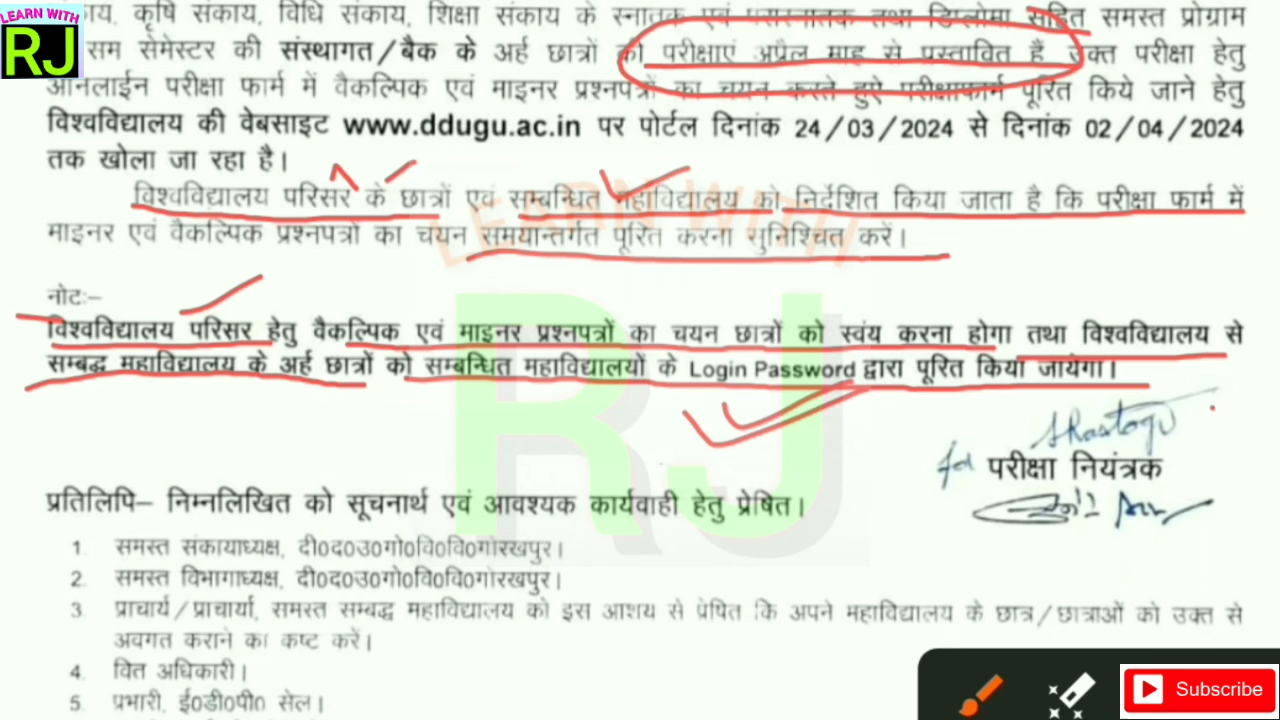 LEARN WITH
RJ
संकाय, कृषि संकाय, विधि संकाय, शिक्षा संकाय के स्नातक एवं परास्नातक तथा डिप्लोमा सहित समस्त प्रोग्राम
सम सेमेस्टर की संस्थागत/बैक के अर्ह छात्रों की परीक्षाएं अप्रैल माह से प्रस्तावित हैं उक्त परीक्षा हेतु
ऑनलाईन परीक्षा फार्म में वैकल्पिक एवं माइनर प्रश्नपत्रों का चयन करते हुऐ परीक्षाफार्म पूरित किये जाने हेतु
विश्वविद्यालय की वेबसाइट www.ddugu.ac.in पर पोर्टल दिनांक 24/03/2024 से दिनांक 02/04/2024
तक खोला जा रहा है।
विश्वविद्यालय परिसर के छात्रों एवं सम्बन्धित महाविद्यालय को निर्देशित किया जाता है कि परीक्षा फार्म में
माइनर एवं वैकल्पिक प्रश्नपत्रो का चयन समयान्तर्गत पूरित करना सुनिश्चित करें।
LEARN WITH
RJ
नोटः–
विश्वविद्यालय परिसर हेतु वैकल्पिक एवं माइनर प्रश्नपत्रों का चयन छात्रों को स्वंय करना होगा तथा विश्वविद्यालय से
सम्बद्ध महाविद्यालय के अर्ह छात्रों को सम्बन्धित महाविद्यालयों के Login Password द्वारा पूरित किया जायेगा।
परीक्षा नियंत्रक
प्रतिलिपि– निम्नलिखित को सूचनार्थ एवं आवश्यक कार्यवाही हेतु प्रेषित।
1. समस्त संकायाध्यक्ष, दी0द0उ0गो0वि0वि0गोरखपुर।
2. समस्त विभागाध्यक्ष, दी0द0उ0गो0वि0वि0गोरखपुर।
3. प्राचार्य/प्राचार्या, समस्त सम्बद्ध महाविद्यालय को इस आशय से प्रेषित कि अपने महाविद्यालय के छात्र/छात्राओं को उक्त से
अवगत कराने का कष्ट करें।
4. वित अधिकारी।
5. प्रभारी, ई0डी0पी0 सेल।
Subscribe